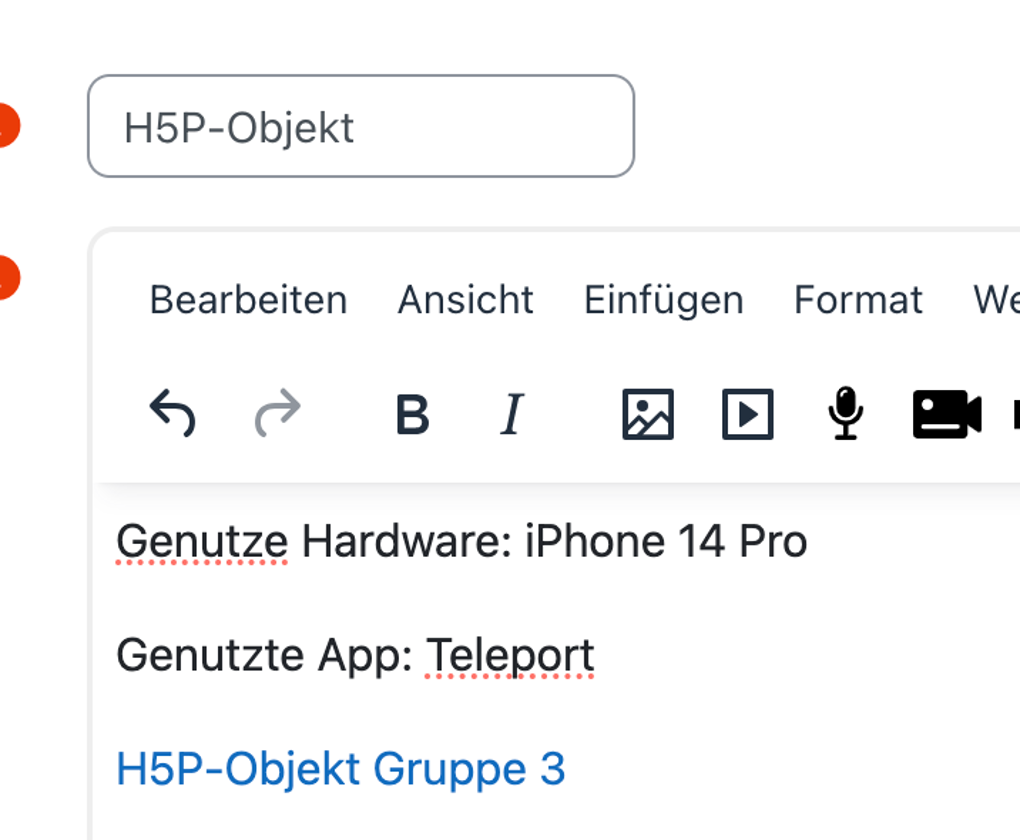 H5P-Objekt
Bearbeiten Ansicht Einfügen Format
B I
Genutze Hardware: iPhone 14 Pro
Genutzte App: Teleport
H5P-Objekt Gruppe 3